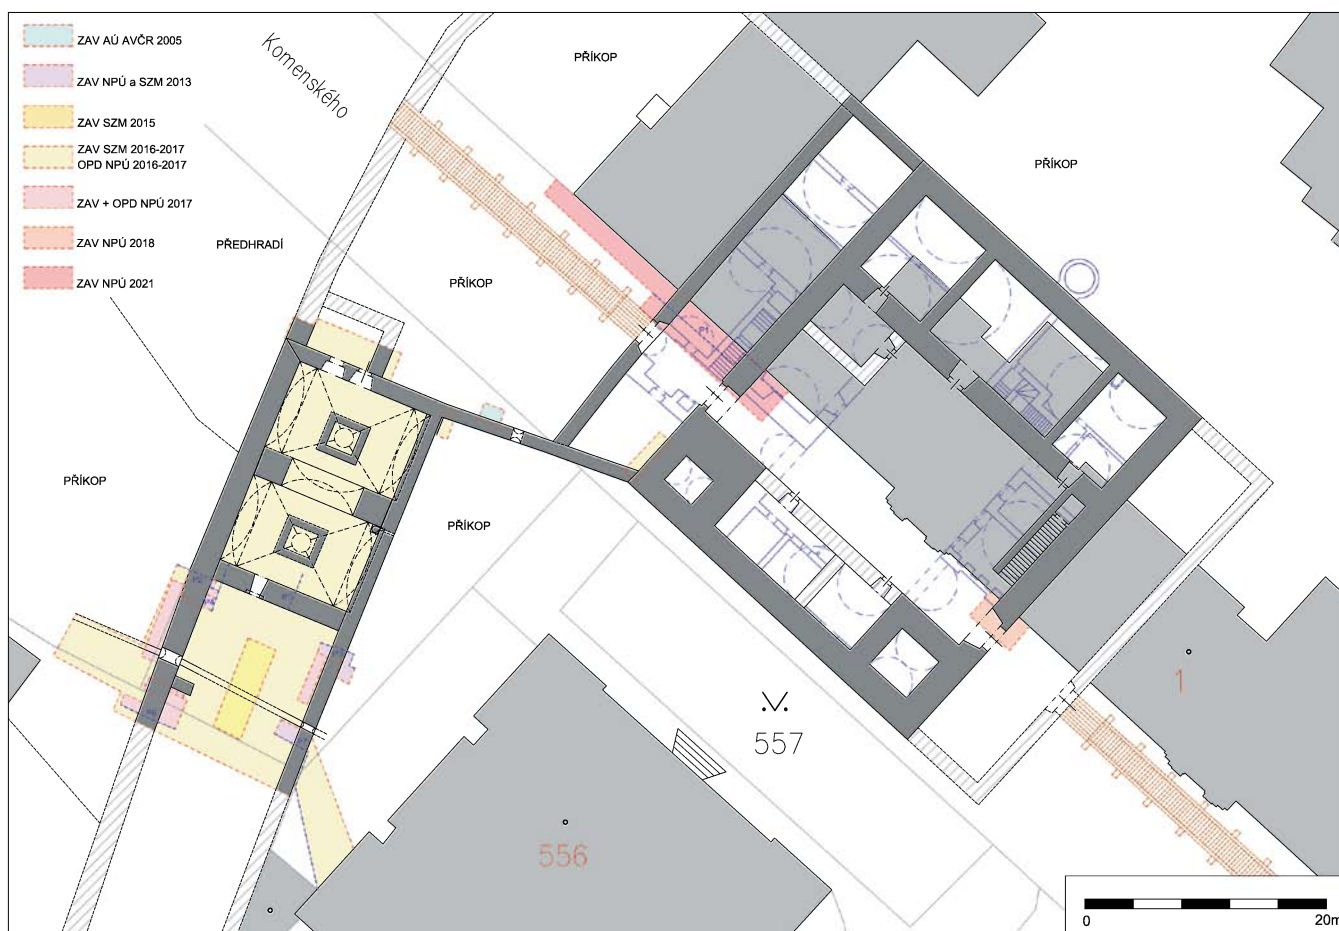 ZAV AÚ AVČR 2005
ZAV NPÚ a SZM 2013
ZAV SZM 2015
ZAV SZM 2016-2017
OPD NPÚ 2016-2017
ZAV + OPD NPÚ 2017
ZAV NPÚ 2018
ZAV NPÚ 2021
Komenského
PŘÍKOP
PŘÍKOP
PŘEDHRADÍ
PŘÍKOP
PŘÍKOP
PŘÍKOP
1
557
556
0
20m